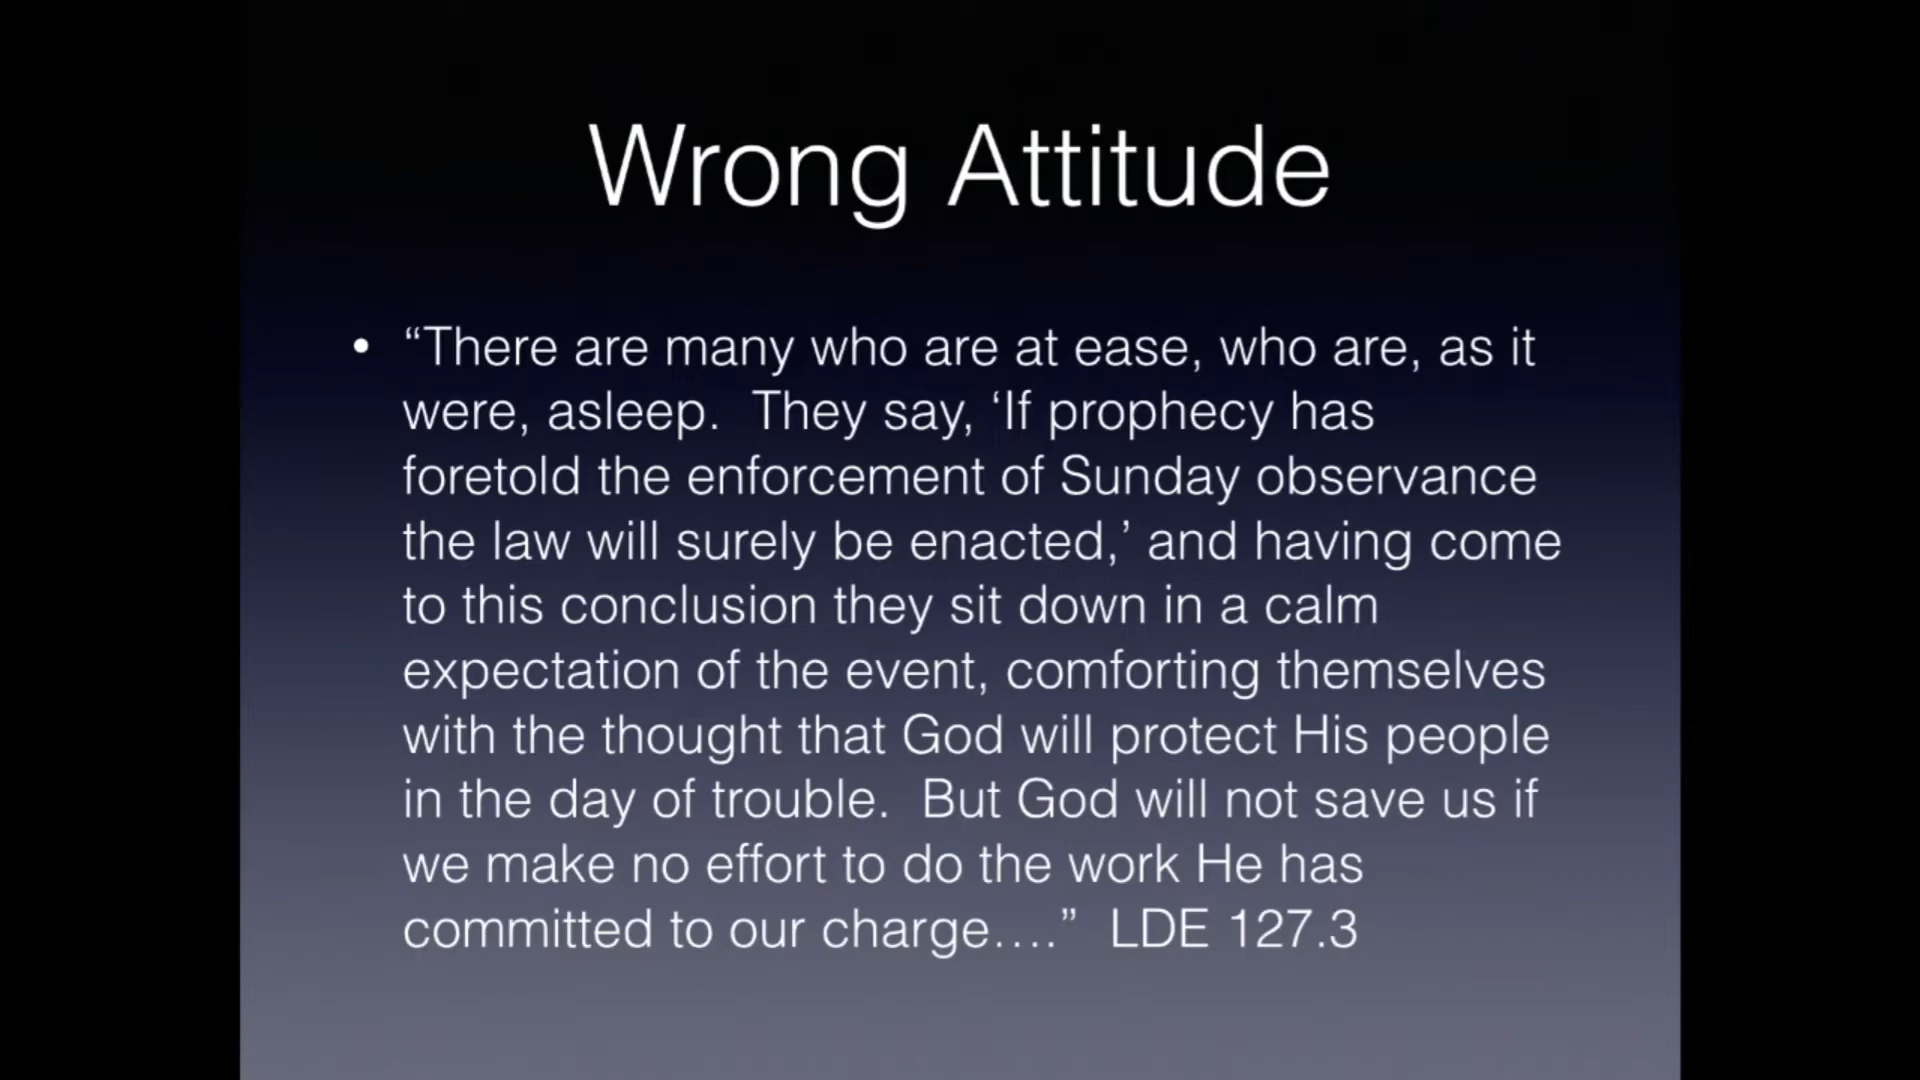 Wrong Attitude
• “There are many who are at ease, who are, as it
were, asleep.  They say, ‘If prophecy has
foretold the enforcement of Sunday observance
the law will surely be enacted,’ and having come
to this conclusion they sit down in a calm
expectation of the event, comforting themselves
with the thought that God will protect His people
in the day of trouble.  But God will not save us if
we make no effort to do the work He has
committed to our charge....”  LDE 127.3